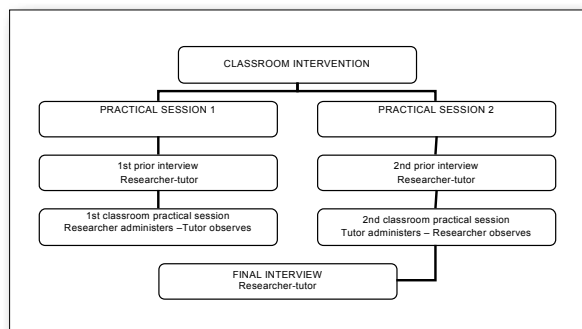 CLASSROOM INTERVENTION
PRACTICAL SESSION 1
PRACTICAL SESSION 2
1st prior interview
Researcher-tutor
2nd prior interview
Researcher-tutor
1st classroom practical session
Researcher administers –Tutor observes
2nd classroom practical session
Tutor administers – Researcher observes
FINAL INTERVIEW
Researcher-tutor